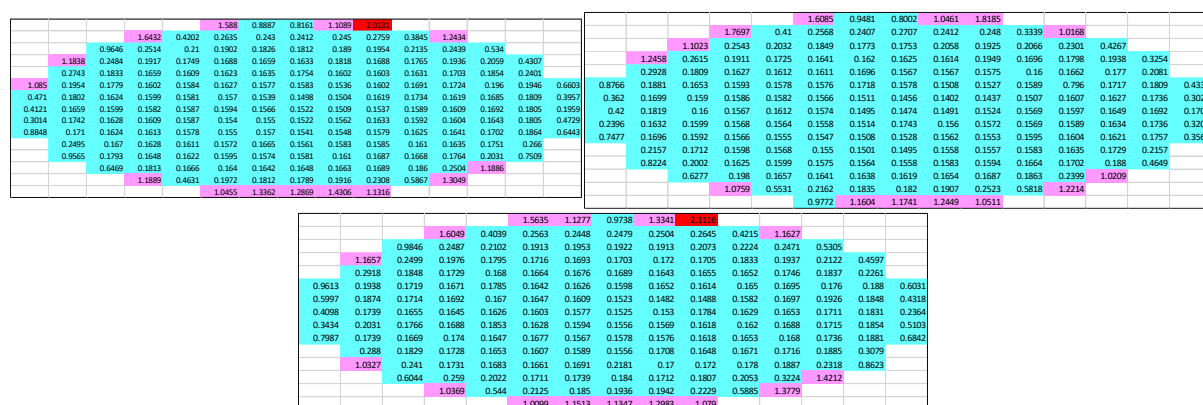 1.588 0.8887 0.8161 1.1089 2.0131
1.6432 0.4202 0.2635 0.243 0.2412 0.245 0.2759 0.3845 1.2434
0.9646 0.2514 0.21 0.1902 0.1826 0.1812 0.189 0.1954 0.2135 0.2439 0.534
1.1838 0.2484 0.1917 0.1749 0.1688 0.1659 0.1633 0.1818 0.1688 0.1765 0.1936 0.2059 0.4307
0.2743 0.1833 0.1659 0.1609 0.1623 0.1635 0.1754 0.1602 0.1603 0.1631 0.1703 0.1854 0.2401
1.085 0.1954 0.1779 0.1602 0.1584 0.1627 0.1577 0.1583 0.1536 0.1602 0.1691 0.1724 0.196 0.1946 0.6603
0.471 0.1802 0.1624 0.1599 0.1581 0.157 0.1539 0.1498 0.1504 0.1619 0.1734 0.1619 0.1685 0.1809 0.3957
0.4121 0.1659 0.1599 0.1582 0.1587 0.1594 0.1566 0.1522 0.1509 0.1537 0.1589 0.1609 0.1692 0.1805 0.1959
0.3014 0.1742 0.1628 0.1609 0.1587 0.154 0.155 0.1522 0.1562 0.1633 0.1592 0.1604 0.1643 0.1805 0.4729
0.8848 0.171 0.1624 0.1613 0.1578 0.155 0.157 0.1541 0.1548 0.1579 0.1625 0.1641 0.1702 0.1864 0.6443
0.2495 0.167 0.1628 0.1611 0.1572 0.1665 0.1561 0.1583 0.1585 0.161 0.1635 0.1751 0.266
0.9565 0.1793 0.1648 0.1622 0.1595 0.1574 0.1581 0.161 0.1687 0.1668 0.1764 0.2031 0.7509
0.6469 0.1813 0.1666 0.164 0.1642 0.1648 0.1663 0.1689 0.186 0.2504 1.1886
1.1889 0.4631 0.1972 0.1812 0.1789 0.1916 0.2308 0.5867 1.3049
1.0455 1.3362 1.2869 1.4306 1.1316
1.6085 0.9481 0.8002 1.0461 1.8185
1.7697 0.41 0.2568 0.2407 0.2707 0.2412 0.248 0.3339 1.0168
1.1023 0.2543 0.2032 0.1849 0.1773 0.1753 0.2058 0.1925 0.2066 0.2301 0.4267
1.2458 0.2615 0.1911 0.1725 0.1641 0.162 0.1625 0.1614 0.1949 0.1696 0.1798 0.1938 0.3254
0.2928 0.1809 0.1627 0.1612 0.1611 0.1696 0.1567 0.1567 0.1575 0.16 0.1662 0.177 0.2081
0.8766 0.1881 0.1653 0.1593 0.1578 0.1576 0.1718 0.1578 0.1508 0.1578 0.1589 0.796 0.1717 0.1809
0.362 0.1699 0.159 0.1586 0.1582 0.1566 0.1511 0.1456 0.1402 0.1437 0.1507 0.1607 0.1627 0.1736
0.42 0.1819 0.16 0.1567 0.1612 0.1574 0.1495 0.1474 0.1491 0.1524 0.1569 0.1597 0.1649 0.1692
0.2396 0.1632 0.1599 0.1568 0.1564 0.1558 0.1514 0.1743 0.156 0.1572 0.1569 0.1589 0.1634 0.1736
0.7477 0.1696 0.1592 0.1566 0.1555 0.1547 0.1508 0.1528 0.1562 0.1553 0.1595 0.1604 0.1621 0.1757
0.2157 0.1712 0.1598 0.1568 0.155 0.1501 0.1495 0.1558 0.1577 0.1583 0.1635 0.1729 0.2157
0.8224 0.2002 0.1625 0.1599 0.1575 0.1564 0.1558 0.1583 0.1594 0.1664 0.1702 0.188 0.4649
0.6277 0.198 0.1657 0.1641 0.1638 0.1619 0.1654 0.1687 0.1863 0.2399 1.0209
1.0759 0.5531 0.2162 0.1835 0.182 0.1907 0.2523 0.5818 1.2214
0.9772 1.1604 1.1741 1.2449 1.0511
1.5635 1.1277 0.9738 1.3341 2.1116
1.6049 0.4039 0.2563 0.2448 0.2479 0.2504 0.2645 0.4215 1.1627
0.9846 0.2487 0.2102 0.1913 0.1953 0.1922 0.1913 0.2073 0.2224 0.2471 0.5305
1.1657 0.2499 0.1976 0.1795 0.1716 0.1693 0.1703 0.172 0.1705 0.1833 0.1937 0.2122 0.4597
0.2918 0.1848 0.1729 0.168 0.1664 0.1676 0.1689 0.1643 0.1655 0.1652 0.1746 0.1837 0.2261
0.9613 0.1938 0.1719 0.1671 0.1785 0.1642 0.1626 0.1598 0.1652 0.1614 0.165 0.1695 0.176 0.188 0.6031
0.5997 0.1874 0.1714 0.1692 0.167 0.1647 0.1609 0.1523 0.1482 0.1488 0.1582 0.1697 0.1926 0.1848 0.4318
0.4098 0.1739 0.1655 0.1645 0.1626 0.1603 0.1577 0.1525 0.153 0.1784 0.1629 0.1653 0.1711 0.1831 0.2364
0.3434 0.2031 0.1766 0.1688 0.1853 0.1628 0.1594 0.1556 0.1569 0.1618 0.162 0.1688 0.1715 0.1854 0.5103
0.7987 0.1739 0.1669 0.174 0.1647 0.1677 0.1567 0.1578 0.1576 0.1618 0.1653 0.168 0.1736 0.1881 0.6842
0.288 0.1829 0.1728 0.1653 0.1607 0.1589 0.1556 0.1708 0.1648 0.1671 0.1716 0.1885 0.3079
1.0327 0.241 0.1731 0.1683 0.1661 0.1691 0.2181 0.17 0.172 0.178 0.1887 0.2318 0.8623
0.6044 0.259 0.2022 0.1711 0.1739 0.184 0.1712 0.1807 0.2053 0.3224 1.4212
1.0369 0.544 0.2125 0.185 0.1936 0.1942 0.2229 0.5885 1.3779
1.0099 1.1513 1.1347 1.2983 1.079